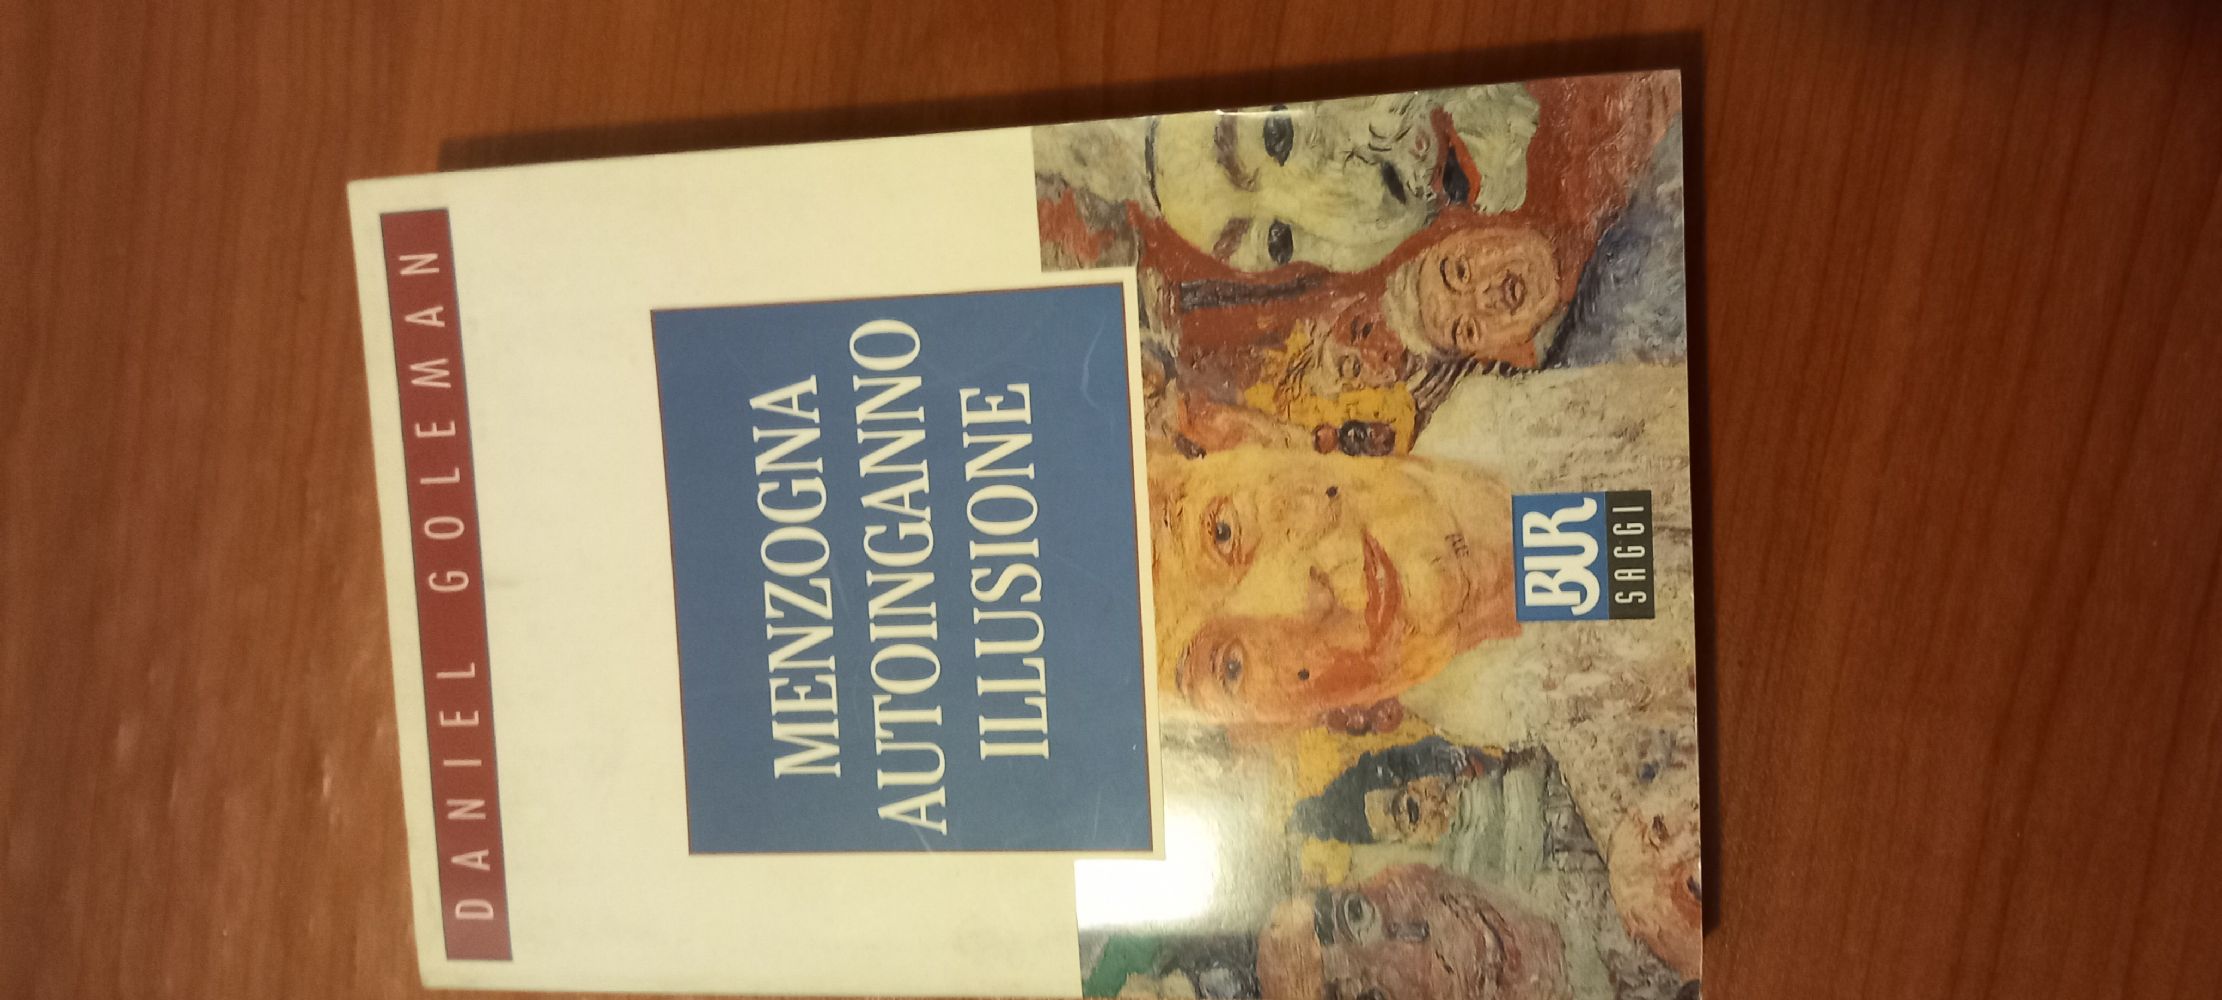 DANIEL GOLEMAN
MENZOGNA
AUTOINGANNO
ILLUSIONE
BUR
SAGGI